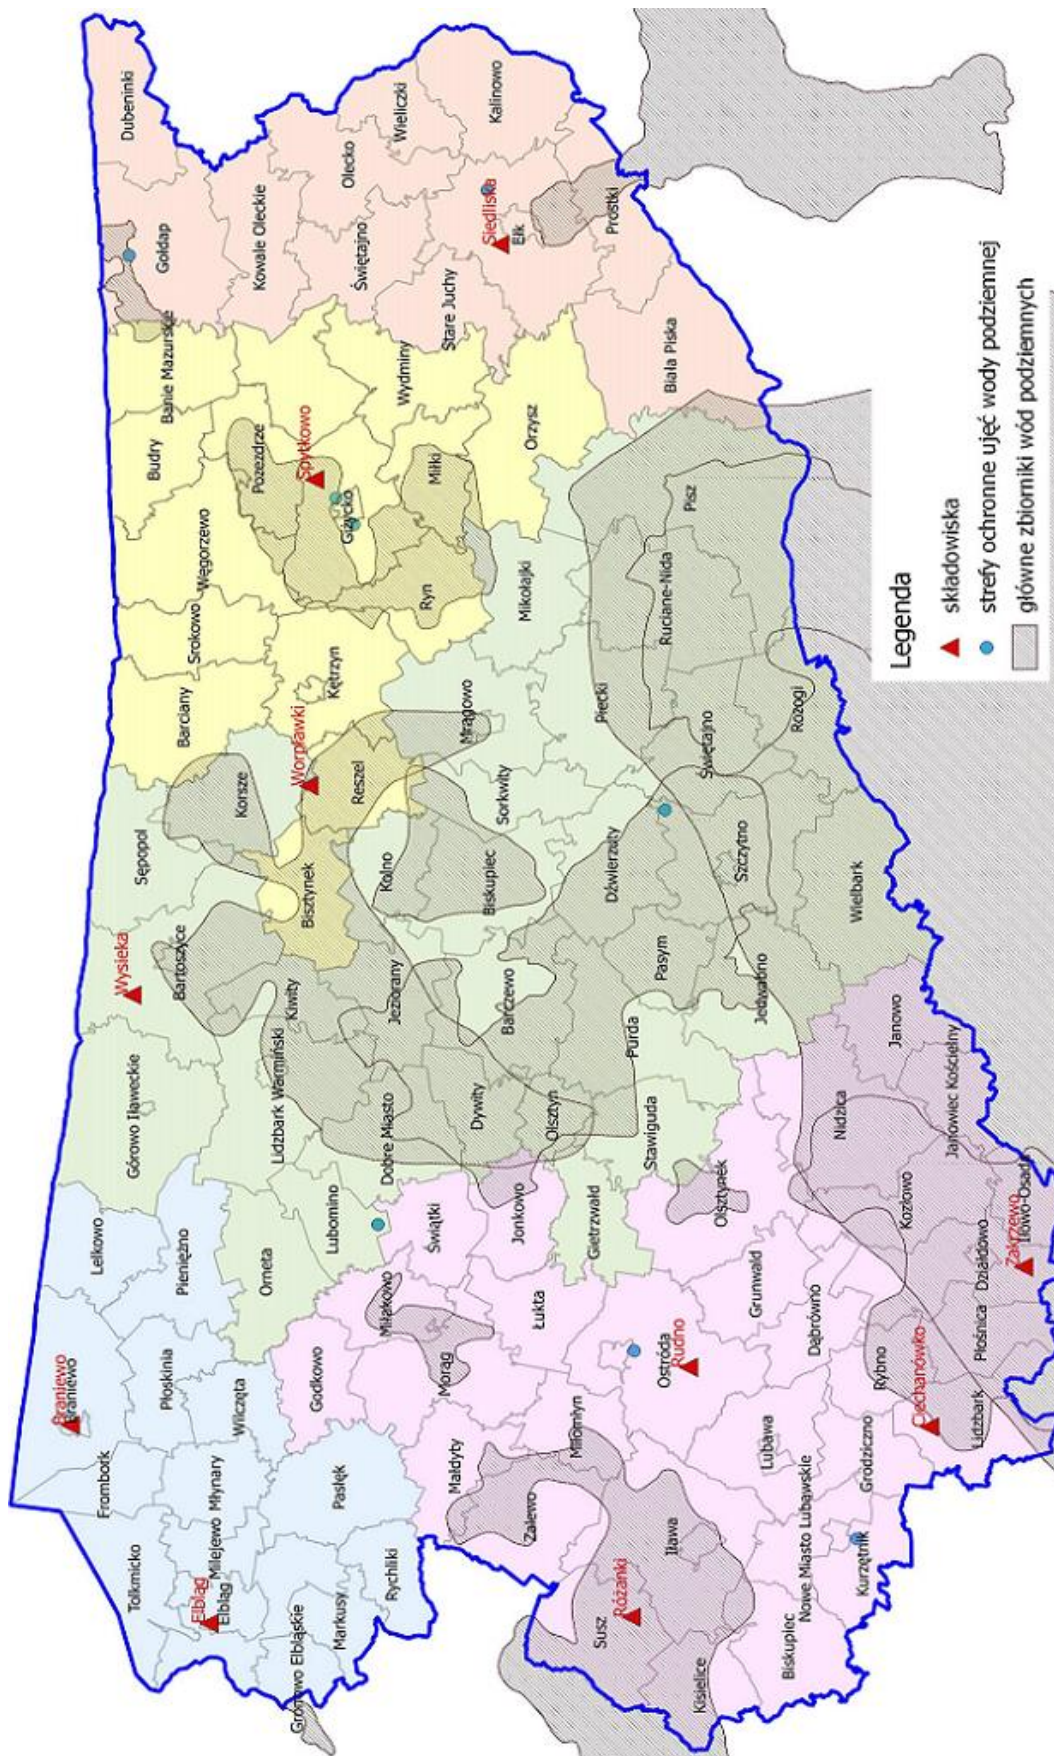 Braniewo
Braniewo
Lelkowo
Frombork
Tolkmicko
Płoskinia
Pieniężno
Górowo Iławeckie
Wysieka
Bartoszyce
Sępopol
Barciany
Srokowo
Węgorzewo
Budry
Banie Mazurskie
Gołdap
Dubeninki
Elbląg
Elbląg
Milejewo
Młynary
Wilczęta
Orneta
Lidzbark Warmiński
Kiwity
Korsze
Worpławki
Kętrzyn
Pozezdrze
Spytkowo
Kowale Oleckie
Gronowo Elbląskie
Markusy
Pasłęk
Godkowo
Lubomino
Bisztynek
Reszel
Giżycko
Świętajno
Olecko
Rychliki
Miłakowo
Dobre Miasto
Jeziorany
Kolno
Ryn
Miłki
Wydminy
Wieliczki
Małdyty
Morąg
Świątki
Dywity
Mrągowo
Stare Juchy
Zalewo
Miłomłyn
Łukta
Jonkowo
Olsztyn
Barczewo
Biskupiec
Sorkwity
Mikołajki
Orzysz
Siedliska
Ełk
Kalinowo
Susz
Różanki
Iława
Ostróda
Rudno
Gietrzwałd
Stawiguda
Purda
Dźwierzuty
Piecki
Prostki
Kisielice
Olsztynek
Pasym
Świętajno
Ruciane-Nida
Pisz
Biała Piska
Biskupiec
Nowe Miasto Lubawskie
Lubawa
Grunwald
Dąbrówno
Jedwabno
Szczytno
Rozogi
Kurzętnik
Grodziczno
Rybno
Nidzica
Wielbark
Ciechanówko
Kozłowo
Janowo
Lidzbark
Płośnica
Działdowo
Janowiec Kościelny
Zakrzewo
Iłowo-Osada
Legenda
składowiska
strefy ochronne ujęć wody podziemnej
główne zbiorniki wód podziemnych